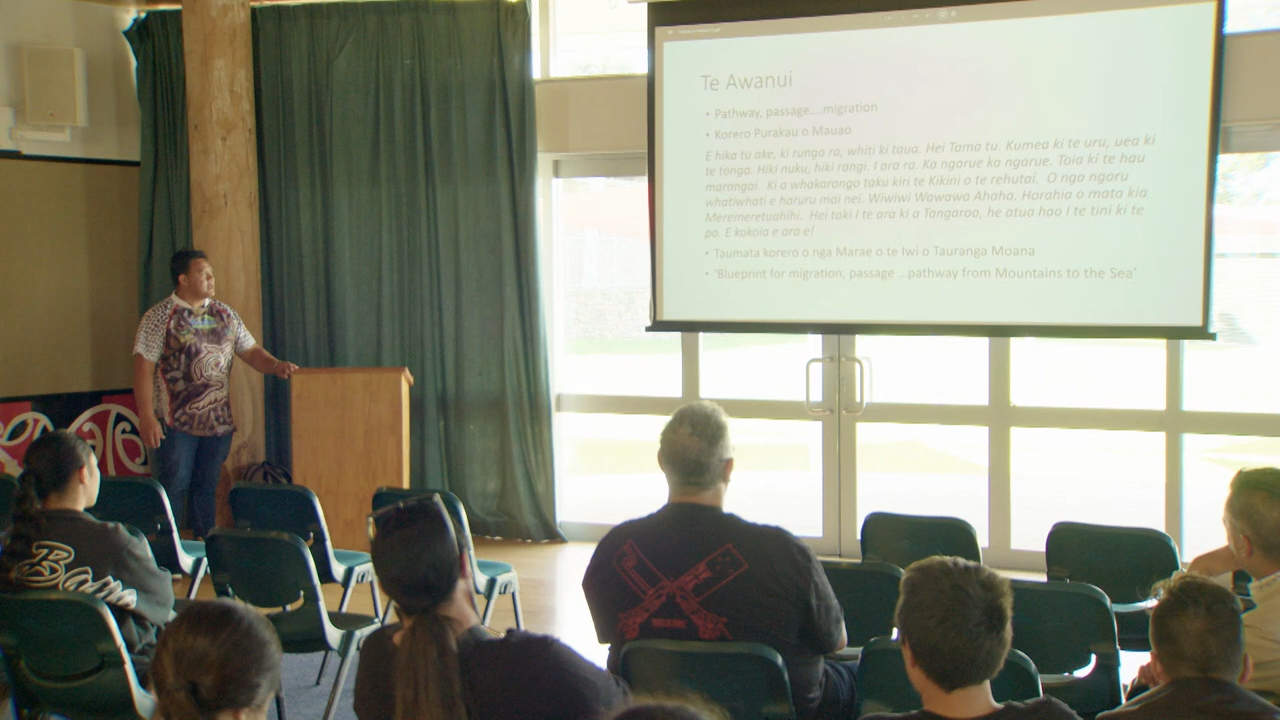 Te Awanui
• Pathway, passage... migration
• Korero Purakau o Mauao
E hika tu ake, ki runga ra, whiti ki taua. Hei Tama tu. Kumea ki te uru, uea ki
te tonga. Hiki nuku, hiki rangi. I ara ra. Ka ngarue ka ngarue. Toia ki te hau
marangai. Ki a whakarongo taku kiri te Kikini o te rehutai. O nga ngaru
whatiwhati e haruru mai nei. Wiwiwi Wawawa Ahaha. Horahia o mata kia
Meremeretuahihi. Hei taki I te ara ki a Tangaroa, he atua hao I te tini ki te
po. E kokoia e ara e!
• Taumata korero o nga Marae o te Iwi o Tauranga Moana
• 'Blueprint for migration, passage ...pathway from Mountains to the Sea'